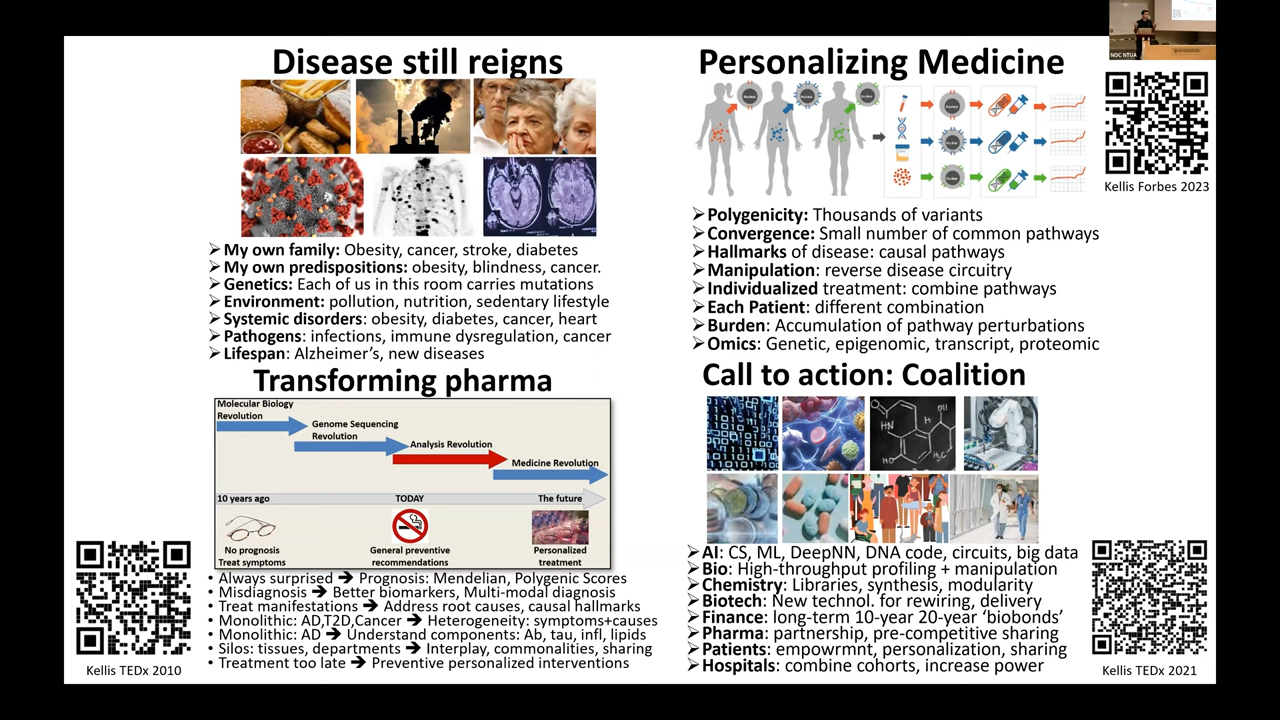 Disease still reigns
➢My own family: Obesity, cancer, stroke, diabetes
➢My own predispositions: obesity, blindness, cancer.
➢Genetics: Each of us in this room carries mutations
➢Environment: pollution, nutrition, sedentary lifestyle
➢Systemic disorders: obesity, diabetes, cancer, heart
➢Pathogens: infections, immune dysregulation, cancer
➢Lifespan: Alzheimer’s, new diseases
Personalizing Medicine
NOC NTUA
Kellis Forbes 2023
➢Polygenicity: Thousands of variants
➢Convergence: Small number of common pathways
➢Hallmarks of disease: causal pathways
➢Manipulation: reverse disease circuitry
➢Individualized treatment: combine pathways
➢Each Patient: different combination
➢Burden: Accumulation of pathway perturbations
➢Omics: Genetic, epigenomic, transcript, proteomic
Transforming pharma
Molecular Biology
Revolution
Genome Sequencing
Revolution
Analysis Revolution
Medicine Revolution
10 years ago
TODAY
The future
No prognosis
Treat symptoms
General preventive
recommendations
Personalized
treatment
• Always surprised ➔ Prognosis: Mendelian, Polygenic Scores
• Misdiagnosis ➔ Better biomarkers, Multi-modal diagnosis
• Treat manifestations ➔ Address root causes, causal hallmarks
• Monolithic: AD,T2D,Cancer ➔ Heterogeneity: symptoms+causes
• Monolithic: AD ➔ Understand components: Ab, tau, infl, lipids
• Silos: tissues, departments ➔ Interplay, commonalities, sharing
• Treatment too late ➔ Preventive personalized interventions
Kellis TEDx 2010
Call to action: Coalition
HN
OH
H
HO
H₃C
➢AI: CS, ML, DeepNN, DNA code, circuits, big data
➢Bio: High-throughput profiling + manipulation
➢Chemistry: Libraries, synthesis, modularity
➢Biotech: New technol. for rewiring, delivery
➢Finance: long-term 10-year 20-year ‘biobonds’
➢Pharma: partnership, pre-competitive sharing
➢Patients: empowrmnt, personalization, sharing
➢Hospitals: combine cohorts, increase power
Kellis TEDx 2021